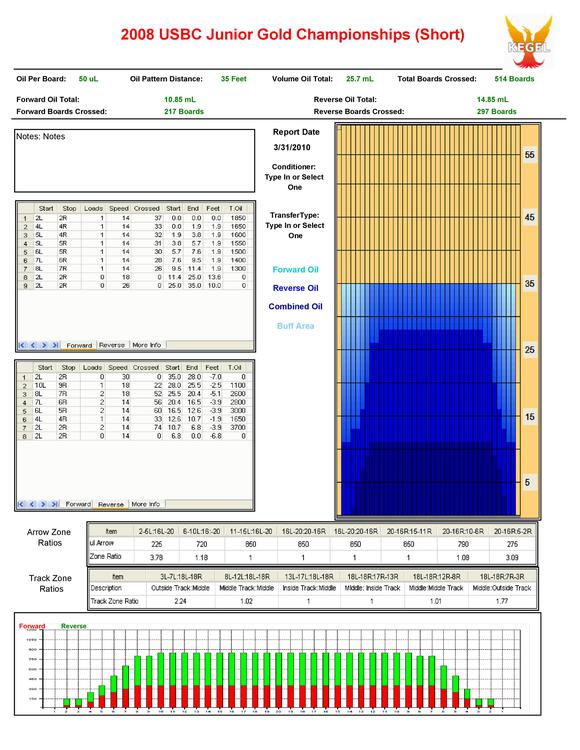 2008 USBC Junior Gold Championships (Short)
KEGEL
Oil Per Board: 50 uL Oil Pattern Distance: 35 Feet Volume Oil Total: 25.7 mL Total Boards Crossed: 514 Boards
Forward Oil Total: 10.85 mL Reverse Oil Total: 14.85 mL
Forward Boards Crossed: 217 Boards Reverse Boards Crossed: 297 Boards
Notes: Notes
Report Date
3/31/2010
Conditioner:
Type In or Select
One
TransferType:
Type In or Select
One
Forward Oil
Reverse Oil
Combined Oil
Buff Area
55
45
35
25
15
5
Start Stop Loads Speed Crossed Start End Feet T.Oil
1 2L 2R 1 14 37 0.0 0.0 0.0 1850
2 4L 4R 1 14 33 0.0 1.9 1.9 1650
3 5L 4R 1 14 32 1.9 3.8 1.9 1600
4 5L 5R 1 14 31 3.8 5.7 1.9 1550
5 6L 5R 1 14 30 5.7 7.6 1.9 1500
6 7L 6R 1 14 28 7.6 9.5 1.9 1400
7 8L 7R 1 14 26 9.5 11.4 1.9 1300
8 2L 2R 0 18 0 11.4 25.0 13.6 0
9 2L 2R 0 26 0 25.0 35.0 10.0 0
Forward Reverse More Info
Start Stop Loads Speed Crossed Start End Feet T.Oil
1 2L 2R 0 30 0 35.0 28.0 -7.0 0
2 10L 9R 1 18 22 28.0 25.5 -2.5 1100
3 8L 7R 2 18 52 25.5 20.4 -5.1 2600
4 7L 6R 2 14 56 20.4 16.5 -3.9 2800
5 6L 5R 2 14 60 16.5 12.6 -3.9 3000
6 4L 4R 1 14 33 12.6 10.7 -1.9 1650
7 2L 2R 2 14 74 10.7 6.8 -3.9 3700
8 2L 2R 0 14 0 6.8 0.0 -6.8 0
Forward Reverse More Info
Arrow Zone
Ratios
Item 2-5L:16L-20 6-10L:16:-20 11-15L:16L-20 16L-20:20-16R 16L-20:20-16R 20-16R:15-11R 20-16R:10-6R 20-16R:5-2R
ul Arrow 225 720 850 850 850 850 790 275
Zone Ratio 3.78 1.18 1 1 1 1 1.08 3.09
Track Zone
Ratios
Item 3L-7L:18L-18R 8L-12L:18L-18R 13L-17L:18L-18R 18L-18R:17R-13R 18L-18R:12R-8R 18L-18R:7R-3R
Description Outside Track:Middle Middle Track:Middle Inside Track:Middle Middle: Inside Track Middle:Middle Track Middle:Outside Track
Track Zone Ratio 2.24 1.02 1 1 1.01 1.77
Forward Reverse